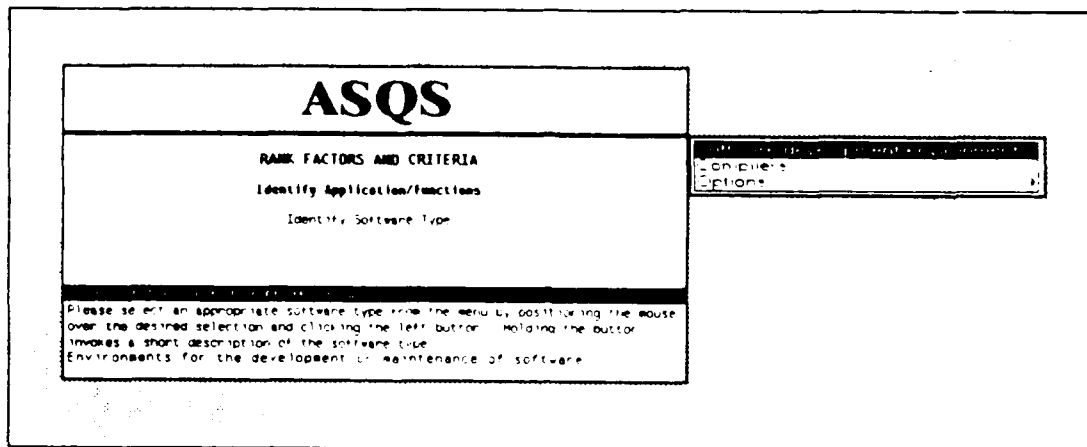 ASQS
RANK FACTORS AND CRITERIA
Identify Application/Functions
Identify Software Type
Compilers
Options
Please select an appropriate software type from the menu by positioning the mouse
over the desired selection and clicking the left button. Holding the button
invokes a short description of the software type
Environments for the development or maintenance of software